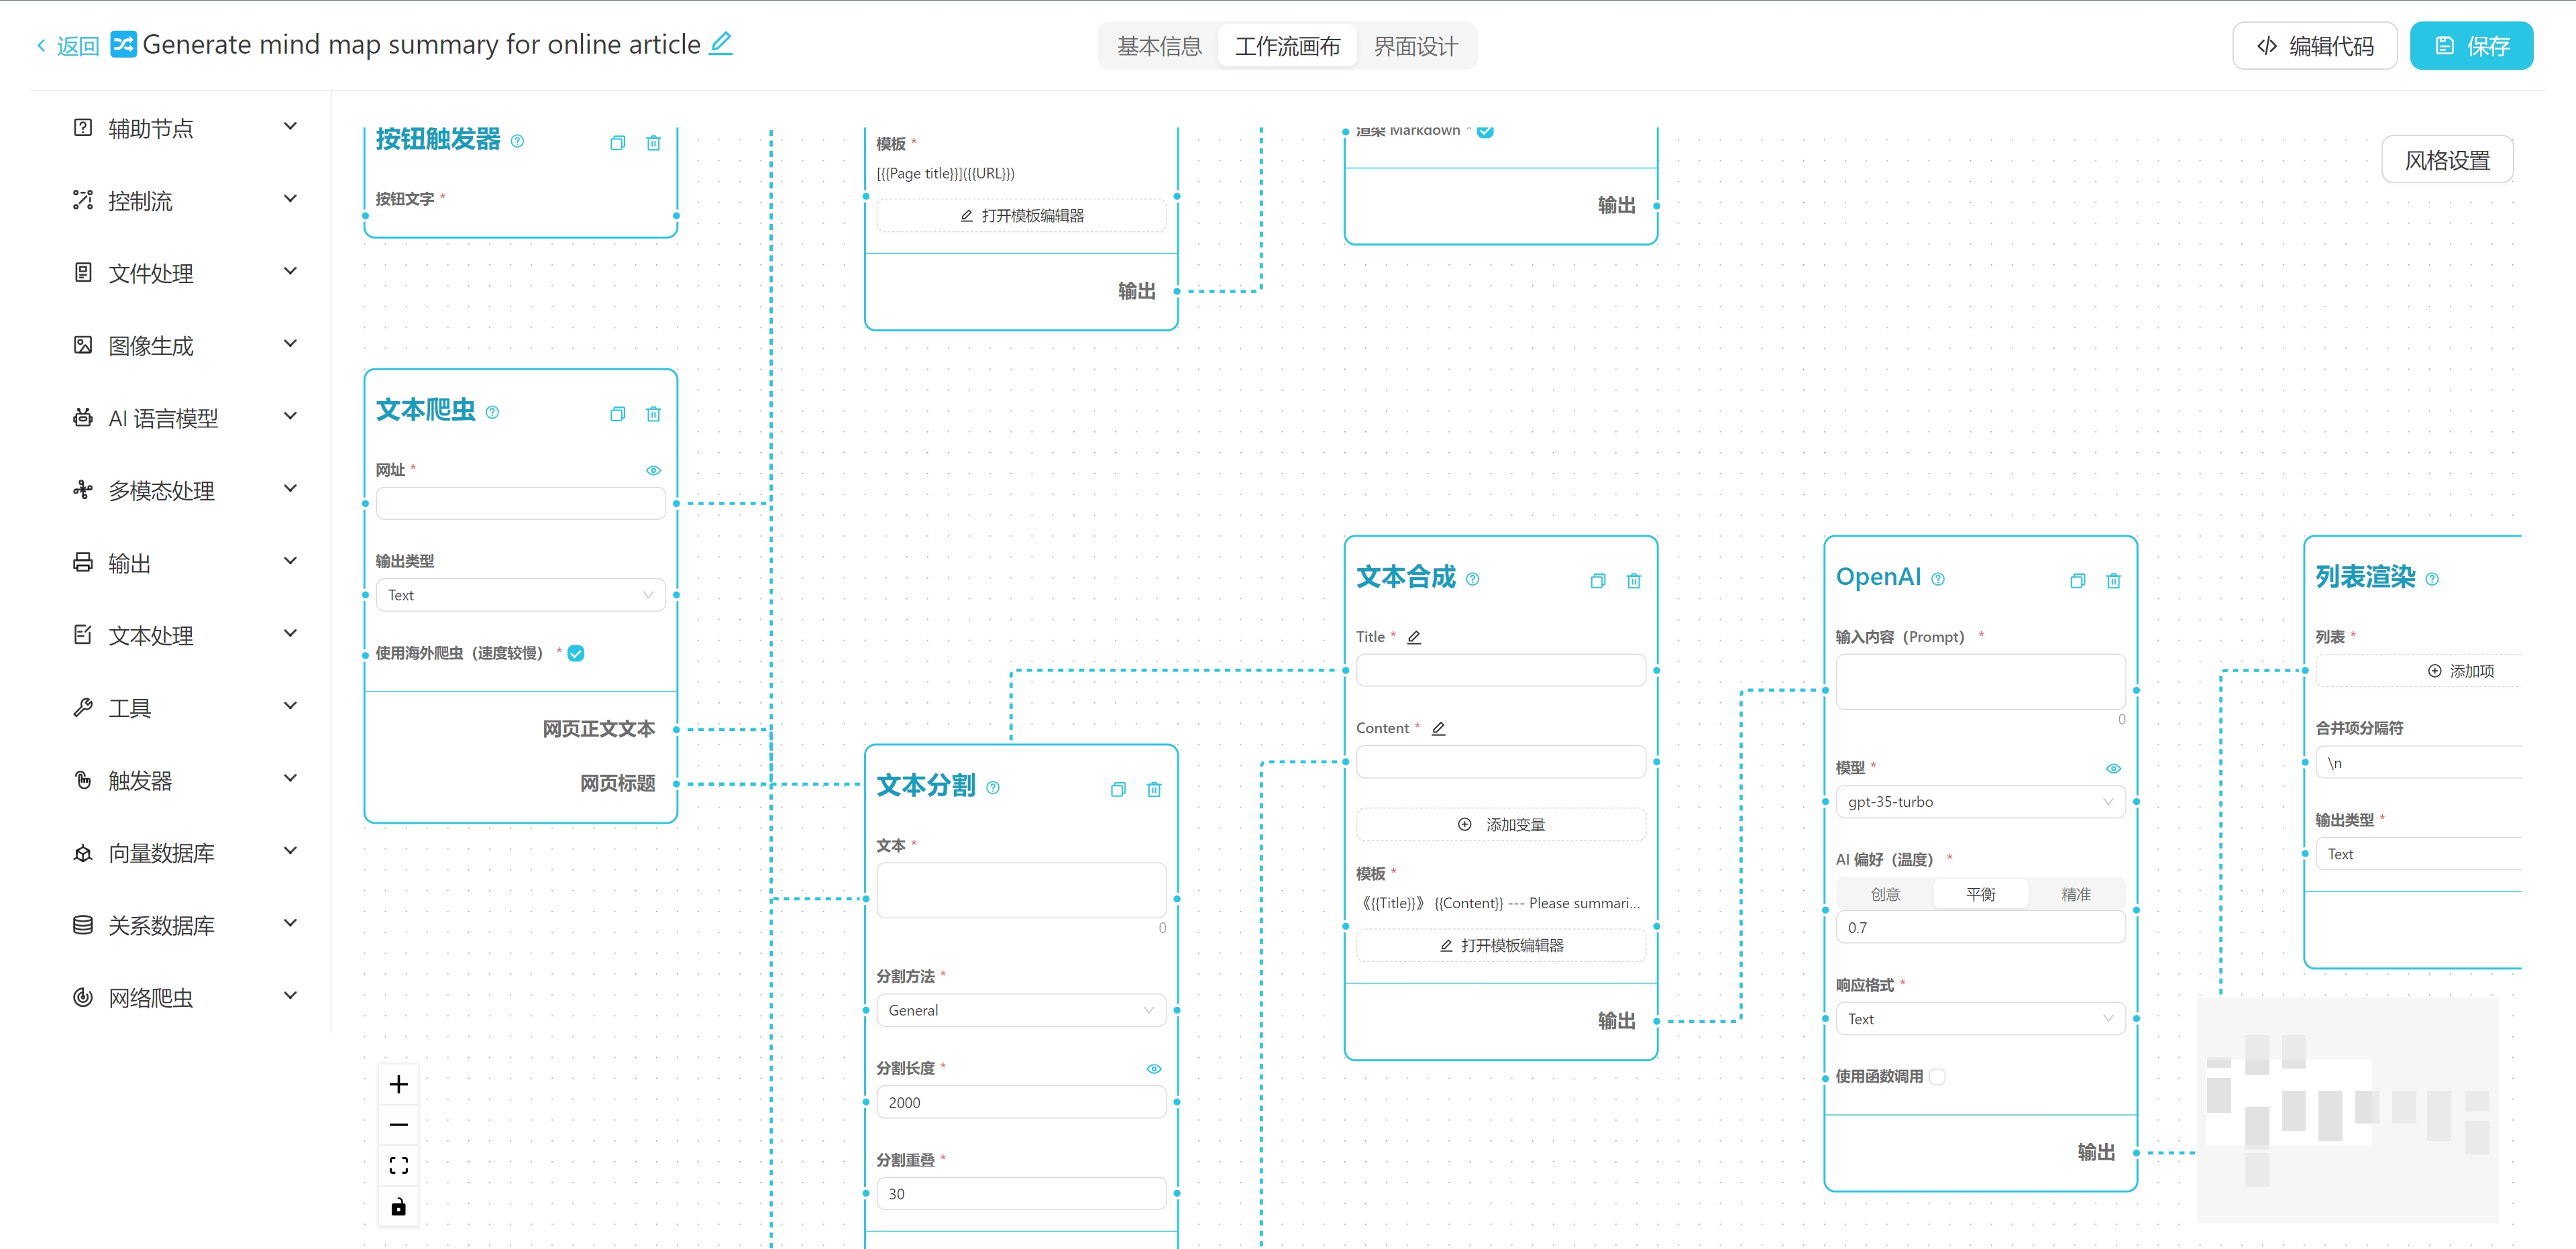 返回 Generate mind map summary for online article
基本信息 工作流画布 界面设计
编辑代码 保存
辅助节点
控制流
文件处理
图像生成
AI 语言模型
多模态处理
输出
文本处理
工具
触发器
向量数据库
关系数据库
网络爬虫
风格设置
按钮触发器
按钮文字 *
模板 *
[{{Page title}}]({{URL}})
打开模板编辑器
输出
渲染 Markdown *
输出
文本爬虫
网址 *
输出类型
Text
使用海外爬虫（速度较慢） *
网页正文文本
网页标题
文本分割
文本 *
0
分割方法 *
General
分割长度 *
2000
分割重叠 *
30
文本合成
Title *
Content *
添加变量
模板 *
《{{Title}}》 {{Content}} --- Please summari...
打开模板编辑器
输出
OpenAI
输入内容（Prompt） *
0
模型 *
gpt-35-turbo
AI 偏好（温度） *
创意 平衡 精准
0.7
响应格式 *
Text
使用函数调用
输出
列表渲染
列表 *
添加项
合并项分隔符
\n
输出类型 *
Text